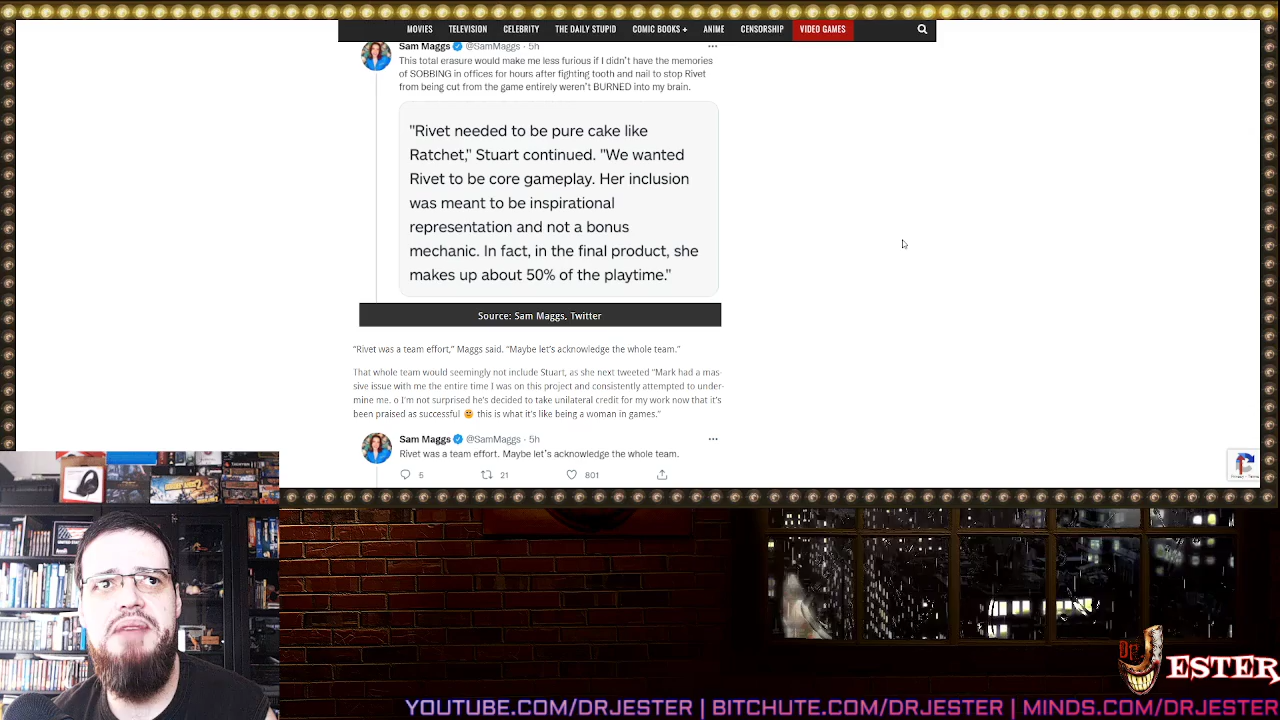 MOVIES TELEVISION CELEBRITY THE DAILY STUPID COMIC BOOKS + ANIME CENSORSHIP VIDEO GAMES
Sam Maggs @SamMaggs · 5h
This total erasure would make me less furious if I didn't have the memories
of SOBBING in offices for hours after fighting tooth and nail to stop Rivet
from being cut from the game entirely weren't BURNED into my brain.
"Rivet needed to be pure cake like
Ratchet," Stuart continued. "We wanted
Rivet to be core gameplay. Her inclusion
was meant to be inspirational
representation and not a bonus
mechanic. In fact, in the final product, she
makes up about 50% of the playtime."
Source: Sam Maggs, Twitter
"Rivet was a team effort," Maggs said. "Maybe let's acknowledge the whole team."
That whole team would seemingly not include Stuart, as she next tweeted "Mark had a mas-
sive issue with me the entire time I was on this project and consistently attempted to under-
mine me. o I'm not surprised he's decided to take unilateral credit for my work now that it's
been praised as successful 🙃 this is what it's like being a woman in games."
Sam Maggs @SamMaggs · 5h
Rivet was a team effort. Maybe let's acknowledge the whole team.
5 21 801
Dr JESTER
YOUTUBE.COM/DRJESTER | BITCHUTE.COM/DRJESTER | MINDS.COM/DRJESTER